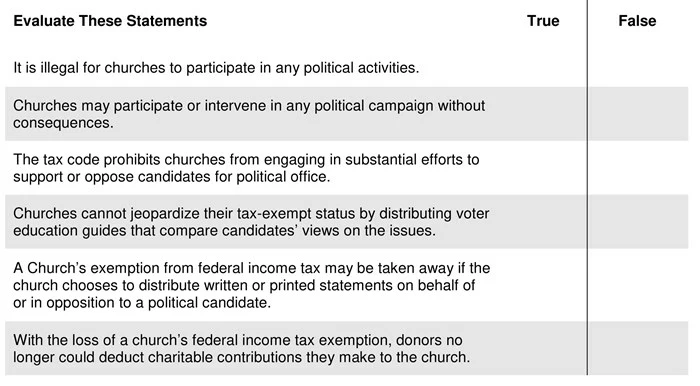 Evaluate These Statements True False
It is illegal for churches to participate in any political activities.
Churches may participate or intervene in any political campaign without
consequences.
The tax code prohibits churches from engaging in substantial efforts to
support or oppose candidates for political office.
Churches cannot jeopardize their tax-exempt status by distributing voter
education guides that compare candidates’ views on the issues.
A Church’s exemption from federal income tax may be taken away if the
church chooses to distribute written or printed statements on behalf of
or in opposition to a political candidate.
With the loss of a church’s federal income tax exemption, donors no
longer could deduct charitable contributions they make to the church.